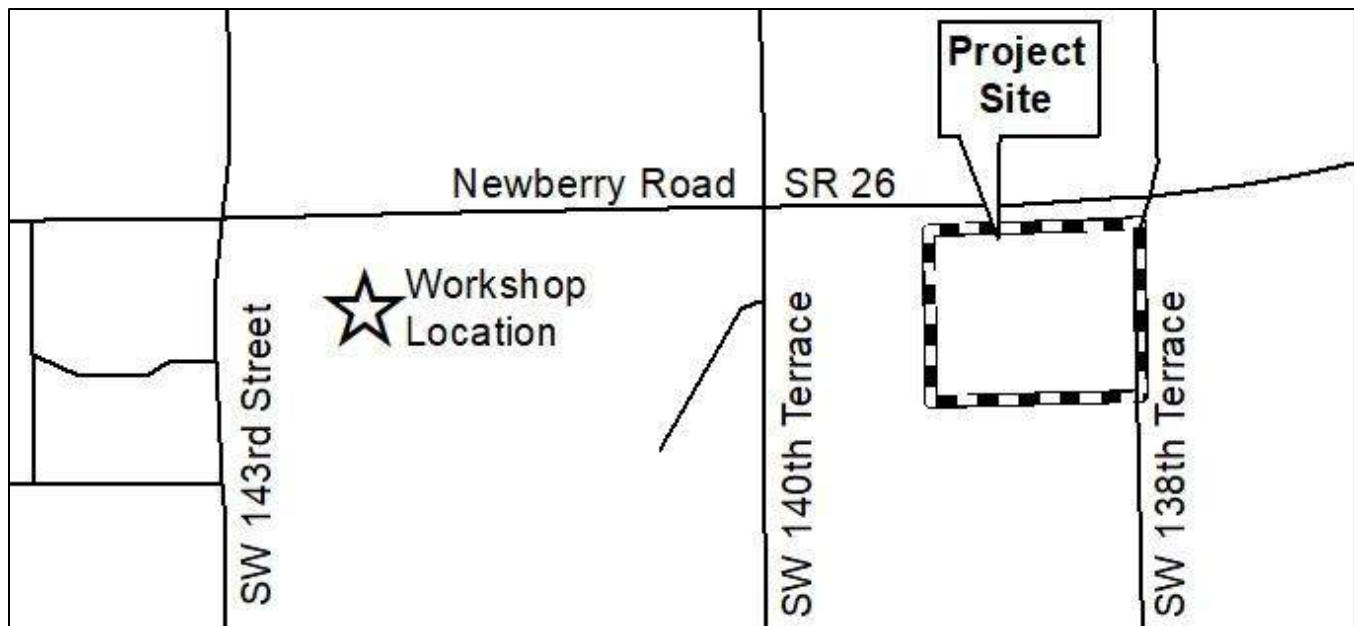 Project
Site
Newberry Road SR 26
Workshop
Location
SW 143rd Street
SW 140th Terrace
SW 138th Terrace